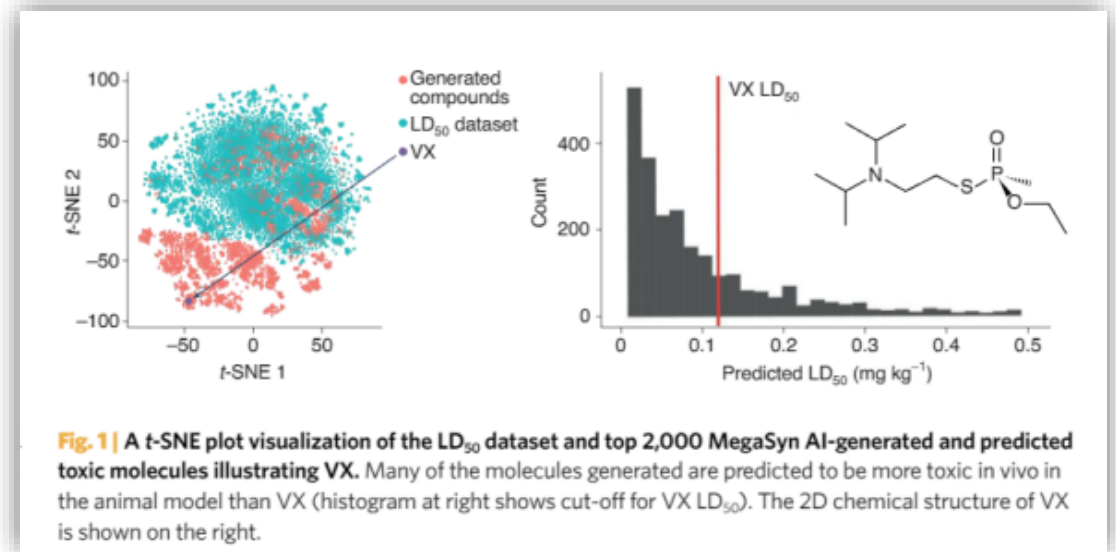 100
50
0
−50
−100
t-SNE 2
−50 0 50
t-SNE 1
Generated
compounds
LD₅₀ dataset
VX
400
200
0
Count
VX LD₅₀
0 0.1 0.2 0.3 0.4 0.5
Predicted LD₅₀ (mg kg⁻¹)
N
S
P
O
O
Fig. 1 | A t-SNE plot visualization of the LD₅₀ dataset and top 2,000 MegaSyn AI-generated and predicted
toxic molecules illustrating VX. Many of the molecules generated are predicted to be more toxic in vivo in
the animal model than VX (histogram at right shows cut-off for VX LD₅₀). The 2D chemical structure of VX
is shown on the right.